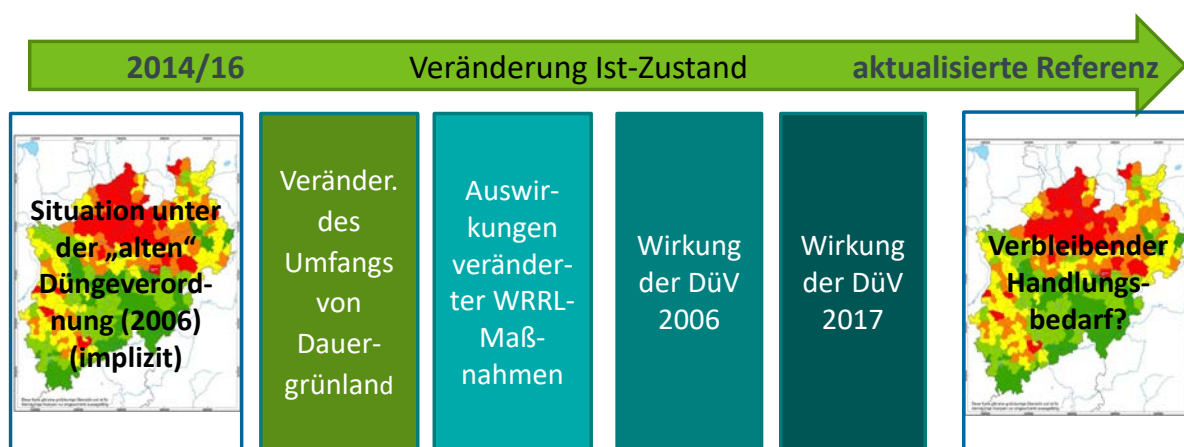 2014/16 Veränderung Ist-Zustand aktualisierte Referenz
Situation unter
der „alten“
Düngeverord-
nung (2006)
(implizit)
Veränder.
des
Umfangs
von
Dauer-
grünland
Auswir-
kungen
veränder-
ter WRRL-
Maß-
nahmen
Wirkung
der DüV
2006
Wirkung
der DüV
2017
Verbleibender
Handlungs-
bedarf?